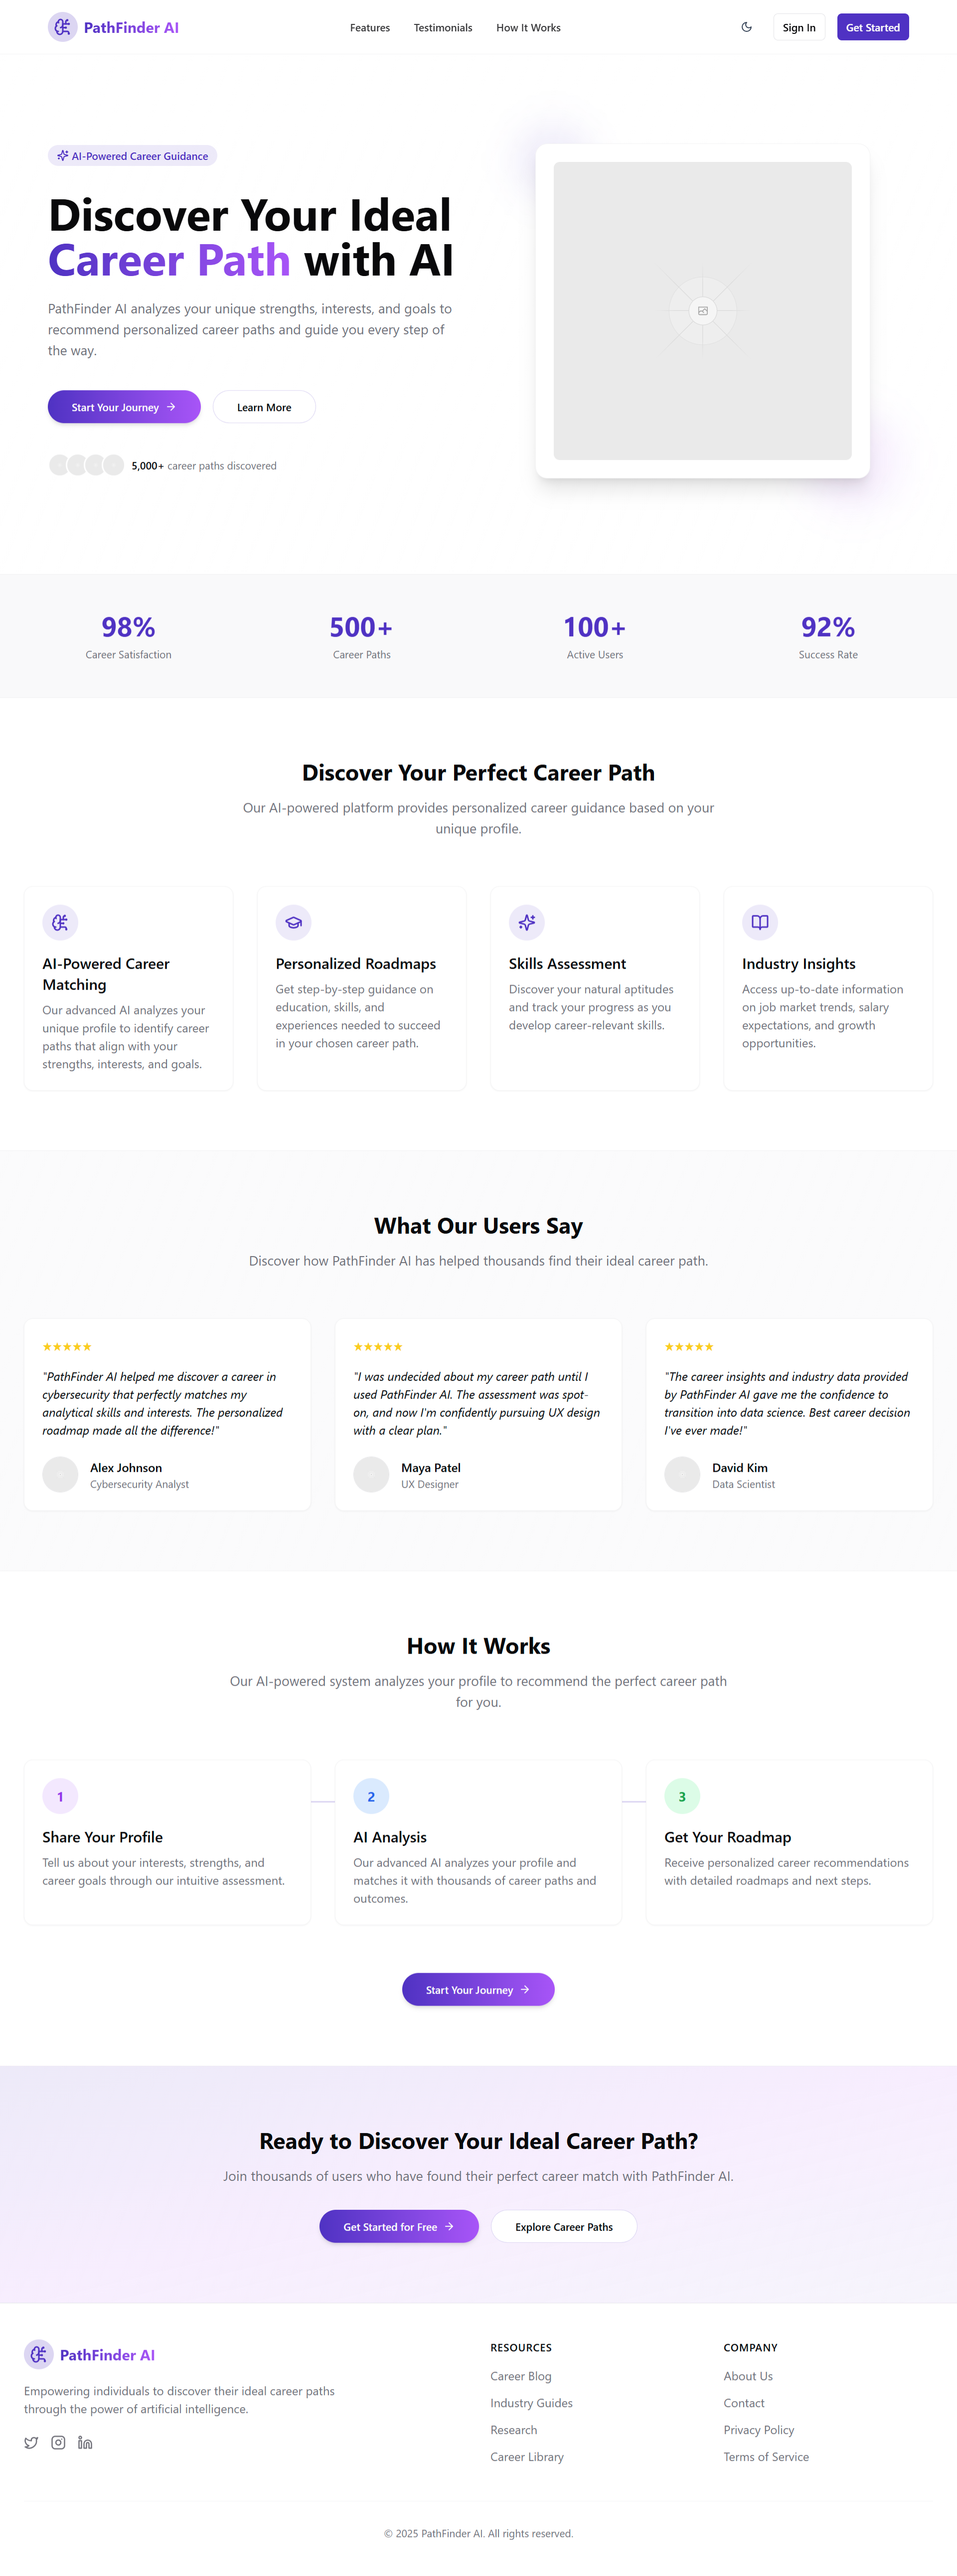 PathFinder AI
Features
Testimonials
How It Works
Sign In
Get Started
AI-Powered Career Guidance
Discover Your Ideal
Career Path with AI
PathFinder AI analyzes your unique strengths, interests, and goals to
recommend personalized career paths and guide you every step of
the way.
Start Your Journey
Learn More
5,000+ career paths discovered
98%
Career Satisfaction
500+
Career Paths
100+
Active Users
92%
Success Rate
Discover Your Perfect Career Path
Our AI-powered platform provides personalized career guidance based on your
unique profile.
AI-Powered Career
Matching
Our advanced AI analyzes your
unique profile to identify career
paths that align with your
strengths, interests, and goals.
Personalized Roadmaps
Get step-by-step guidance on
education, skills, and
experiences needed to succeed
in your chosen career path.
Skills Assessment
Discover your natural aptitudes
and track your progress as you
develop career-relevant skills.
Industry Insights
Access up-to-date information
on job market trends, salary
expectations, and growth
opportunities.
What Our Users Say
Discover how PathFinder AI has helped thousands find their ideal career path.
★★★★★
"PathFinder AI helped me discover a career in
cybersecurity that perfectly matches my
analytical skills and interests. The personalized
roadmap made all the difference!"
Alex Johnson
Cybersecurity Analyst
★★★★★
"I was undecided about my career path until I
used PathFinder AI. The assessment was spot-
on, and now I'm confidently pursuing UX design
with a clear plan."
Maya Patel
UX Designer
★★★★★
"The career insights and industry data provided
by PathFinder AI gave me the confidence to
transition into data science. Best career decision
I've ever made!"
David Kim
Data Scientist
How It Works
Our AI-powered system analyzes your profile to recommend the perfect career path
for you.
1
Share Your Profile
Tell us about your interests, strengths, and
career goals through our intuitive assessment.
2
AI Analysis
Our advanced AI analyzes your profile and
matches it with thousands of career paths and
outcomes.
3
Get Your Roadmap
Receive personalized career recommendations
with detailed roadmaps and next steps.
Start Your Journey
Ready to Discover Your Ideal Career Path?
Join thousands of users who have found their perfect career match with PathFinder AI.
Get Started for Free
Explore Career Paths
PathFinder AI
Empowering individuals to discover their ideal career paths
through the power of artificial intelligence.
RESOURCES
Career Blog
Industry Guides
Research
Career Library
COMPANY
About Us
Contact
Privacy Policy
Terms of Service
© 2025 PathFinder AI. All rights reserved.